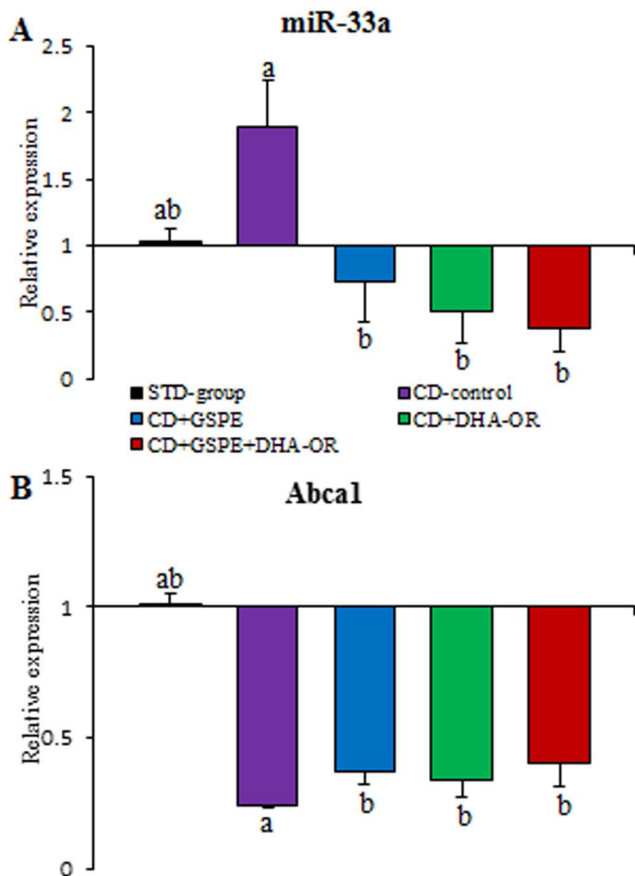 A
miR-33a
Relative expression
2.5
2
1.5
1
0.5
0
ab
a
b
b
b
STD-group
CD-control
CD+GSPE
CD+DHA-OR
CD+GSPE+DHA-OR
B
Abca1
Relative expression
1.5
1
0.5
0
ab
a
b
b
b